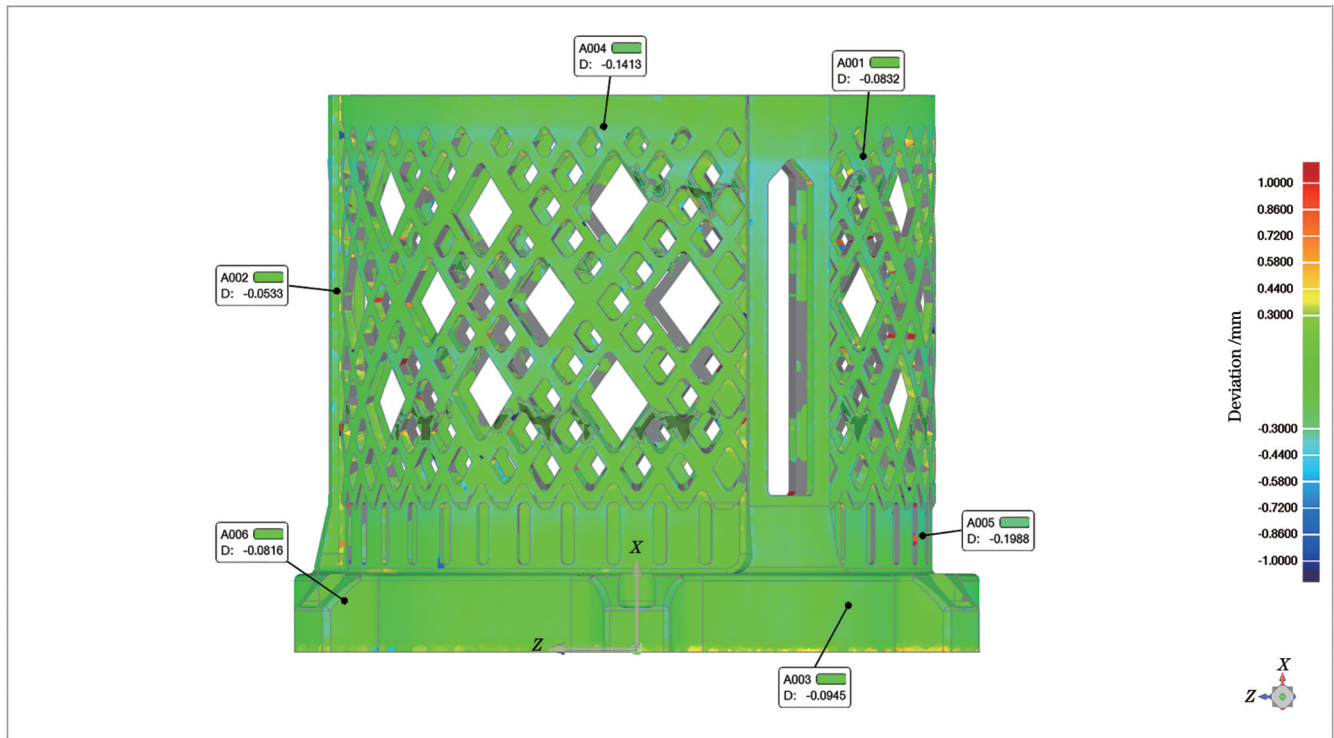 A004
D: -0.1413
A001
D: -0.0832
A002
D: -0.0533
A006
D: -0.0816
A005
D: -0.1988
A003
D: -0.0945
X
Z
Deviation /mm
1.0000
0.8600
0.7200
0.5800
0.4400
0.3000
-0.3000
-0.4400
-0.5800
-0.7200
-0.8600
-1.0000
X
Z